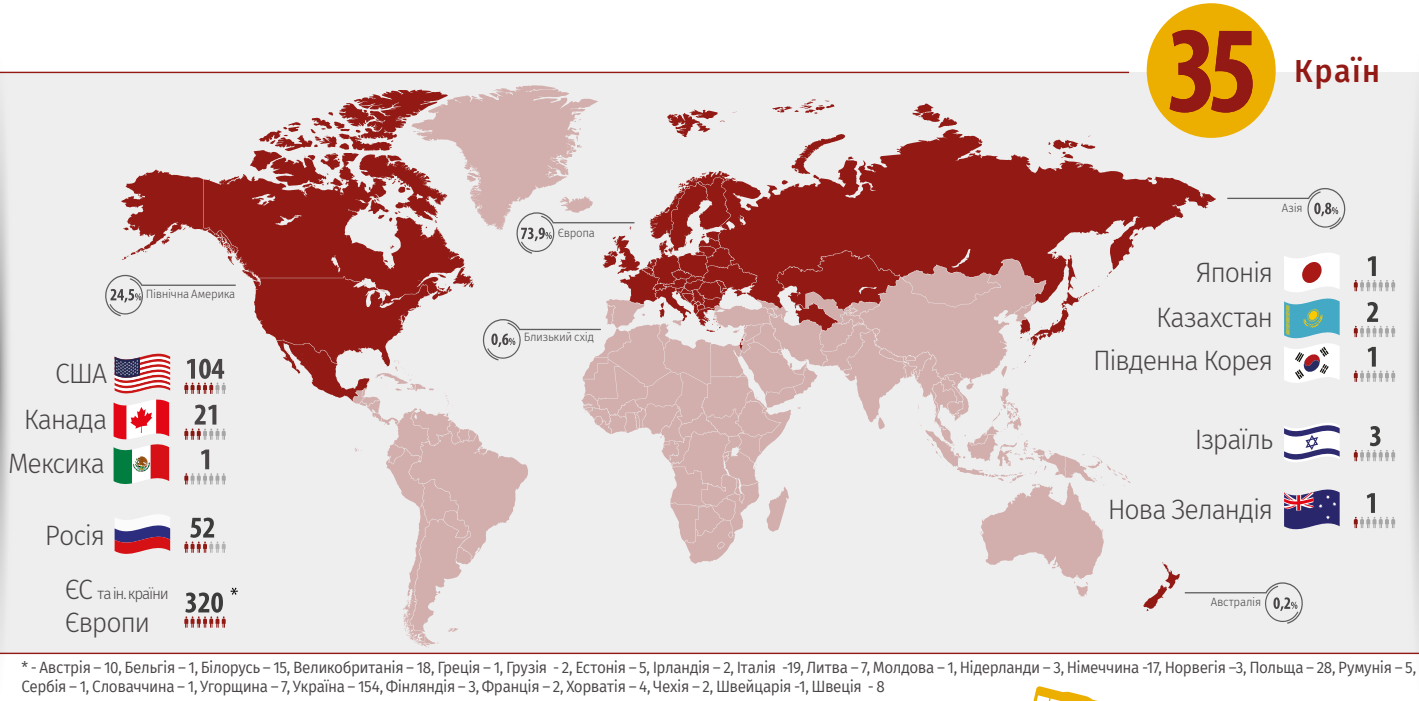 35 Країн
Азія 0,8%
73,9% Європа
24,5% Північна Америка
0,6% Близький схід
США 104
Канада 21
Мексика 1
Росія 52
ЄС та ін. країни
Європи
320 *
Японія 1
Казахстан 2
Південна Корея 1
Ізраїль 3
Нова Зеландія 1
Австралія 0,2%
* - Австрія – 10, Бельгія – 1, Білорусь – 15, Великобританія – 18, Греція – 1, Грузія - 2, Естонія – 5, Ірландія – 2, Італія -19, Литва – 7, Молдова – 1, Нідерланди – 3, Німеччина -17, Норвегія –3, Польща – 28, Румунія – 5,
Сербія – 1, Словаччина – 1, Угорщина – 7, Україна – 154, Фінляндія – 3, Франція – 2, Хорватія – 4, Чехія – 2, Швейцарія -1, Швеція - 8